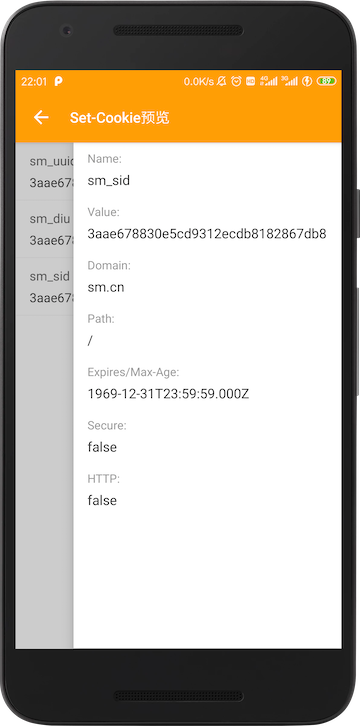 22:01
0.0K/s
89
Set-Cookie预览
sm_uuid
3aae678
sm_diu
3aae678
sm_sid
3aae678
Name:
sm_sid
Value:
3aae678830e5cd9312ecdb8182867db8
Domain:
sm.cn
Path:
/
Expires/Max-Age:
1969-12-31T23:59:59.000Z
Secure:
false
HTTP:
false